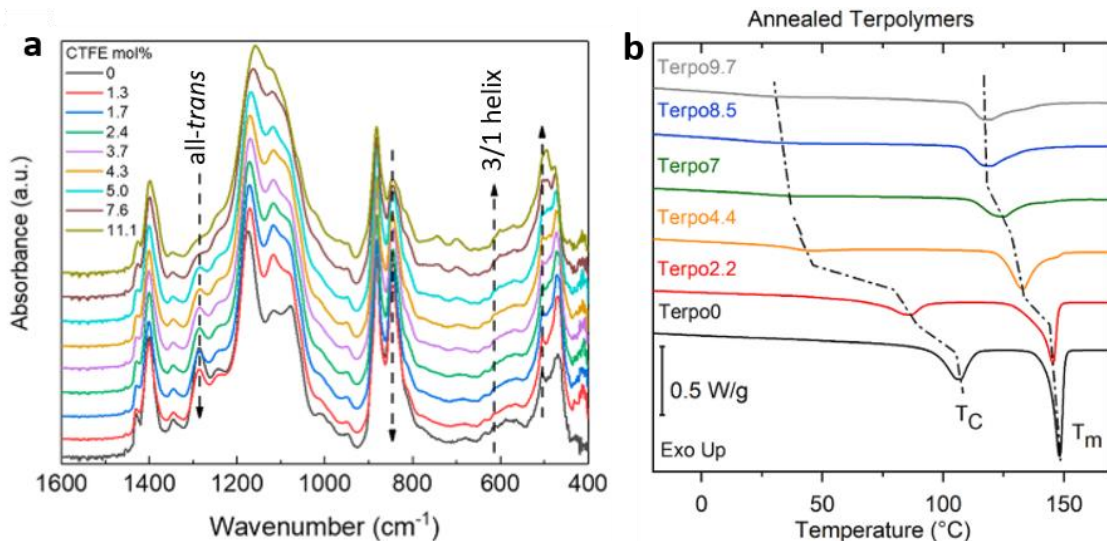 a
CTFE mol%
0
1.3
1.7
2.4
3.7
4.3
5.0
7.6
11.1
all-trans
3/1 helix
Absorbance (a.u.)
1600 1400 1200 1000 800 600 400
Wavenumber (cm-1)
Annealed Terpolymers
b
Terpo9.7
Terpo8.5
Terpo7
Terpo4.4
Terpo2.2
Terpo0
0.5 W/g
TC
Tm
Exo Up
0 50 100 150
Temperature (°C)